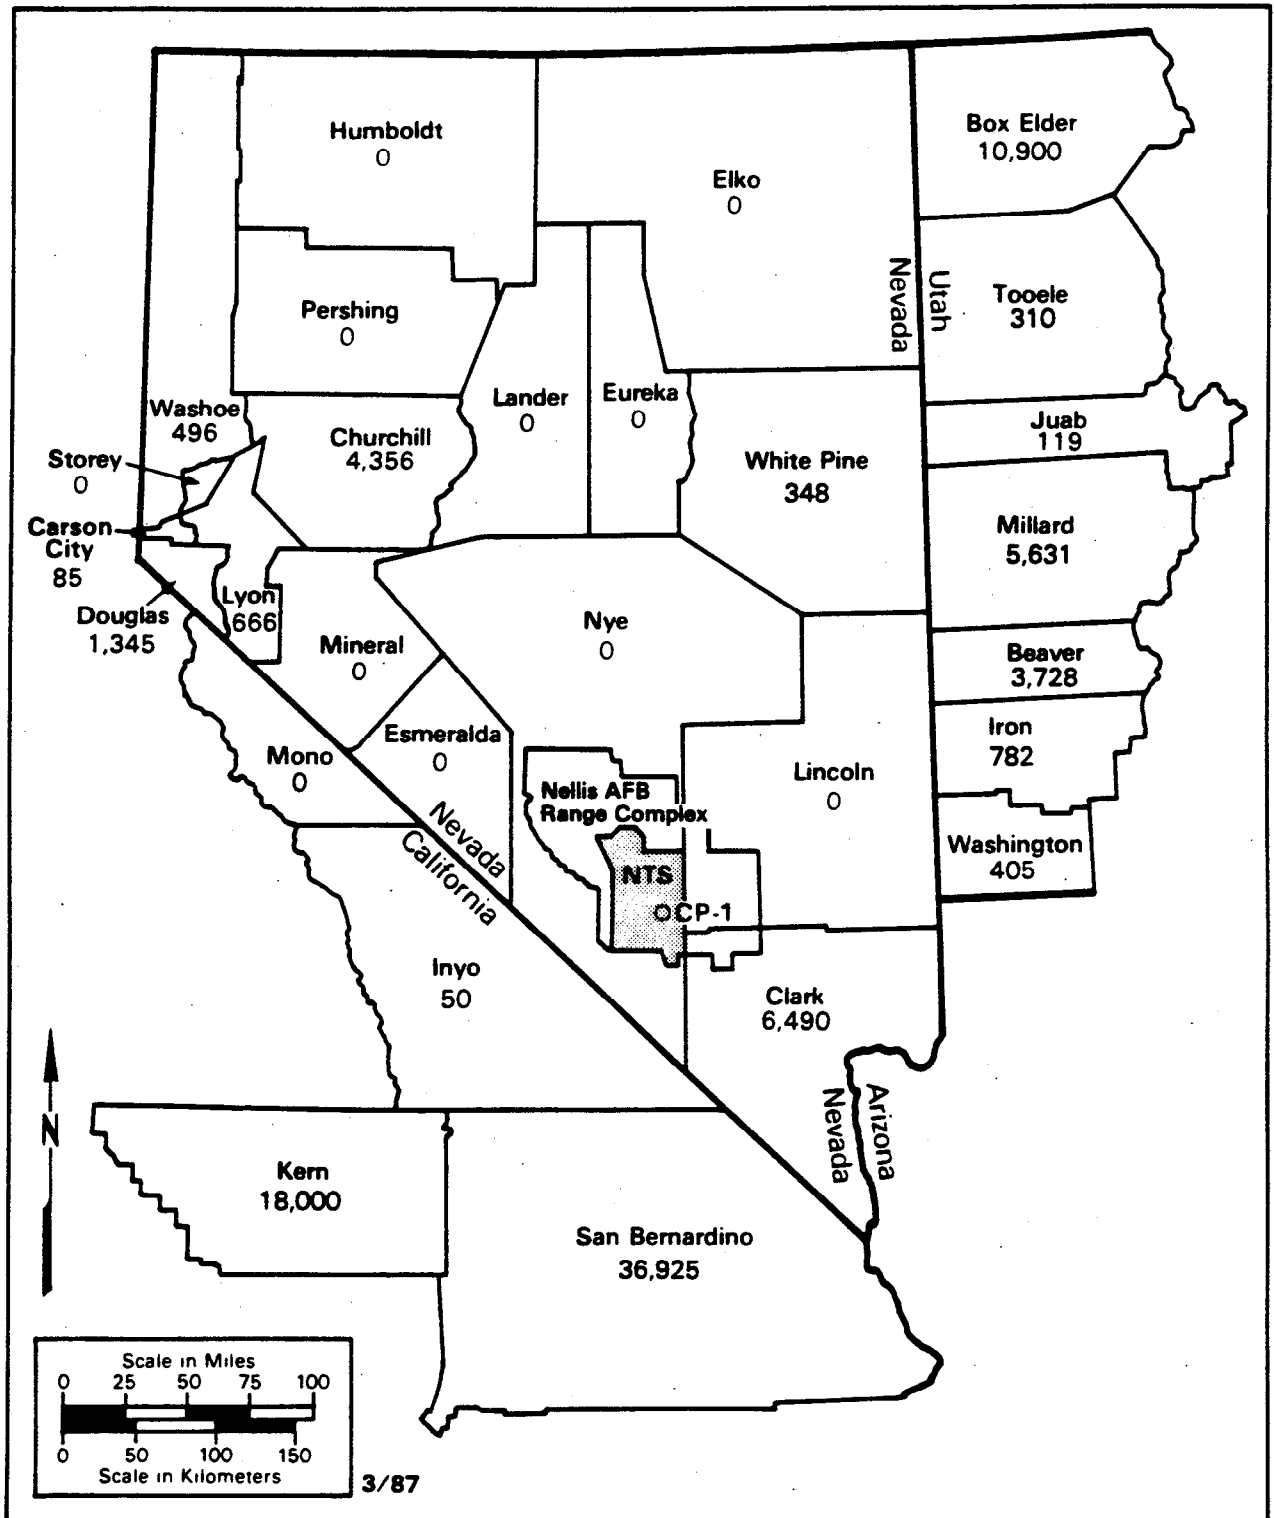 Humboldt
0
Box Elder
10,900
Elko
0
Nevada
Utah
Tooele
310
Pershing
0
Lander
0
Eureka
0
Washoe
496
Churchill
4,356
Juab
119
Storey
0
White Pine
348
Carson
City
85
Millard
5,631
Douglas
1,345
Lyon
666
Mineral
0
Nye
0
Beaver
3,728
Mono
0
Esmeralda
0
Iron
782
Nevada
California
Nellis AFB
Range Complex
Lincoln
0
NTS
CP-1
Washington
405
Inyo
50
Clark
6,490
Nevada
Arizona
N
Kern
18,000
San Bernardino
36,925
Scale in Miles
0 25 50 75 100
0 50 100 150
Scale in Kilometers
3/87